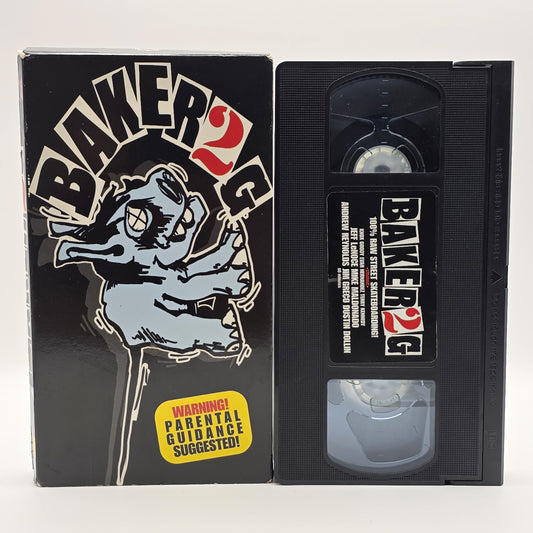 BAKER2G
WARNING!
PARENTAL
GUIDANCE
SUGGESTED!
BAKER2G
100% RAW STREET SKATEBOARDING!
JEFF LENOCE MIKE MALDONADO
ANDREW REYNOLDS JIM GRECO DUSTIN DOLLIN